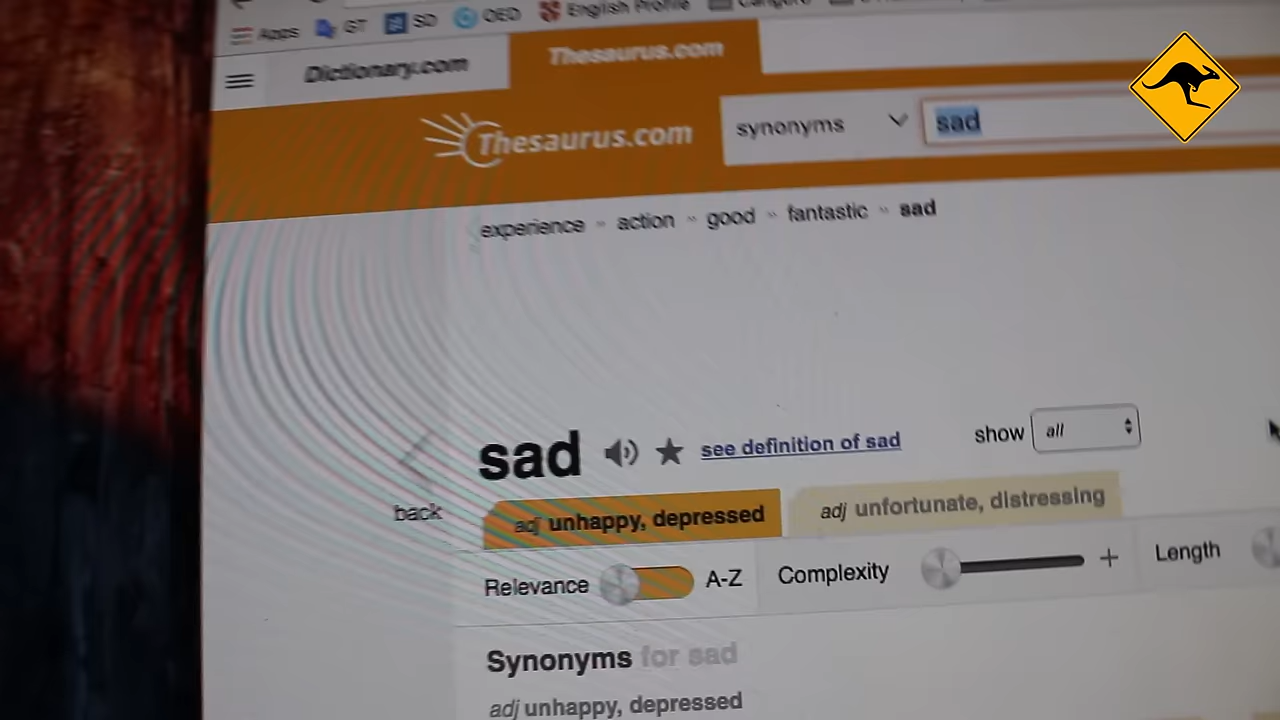 Apps GT SD OED English Profile
Dictionary.com Thesaurus.com
Thesaurus.com synonyms sad
experience » action » good » fantastic » sad
sad see definition of sad show all
back
adj unhappy, depressed adj unfortunate, distressing
Relevance A-Z Complexity + Length
Synonyms for sad
adj unhappy, depressed